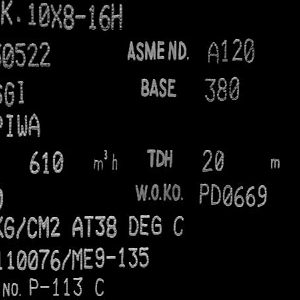 K. 10X8-16H
50522 ASME ND. A120
SGI BASE 380
PIWA
610 m³h TDH 20 m
W.O.KO. PD0669
KG/CM2 AT38 DEG C
110076/ME9-135
NO. P-113 C